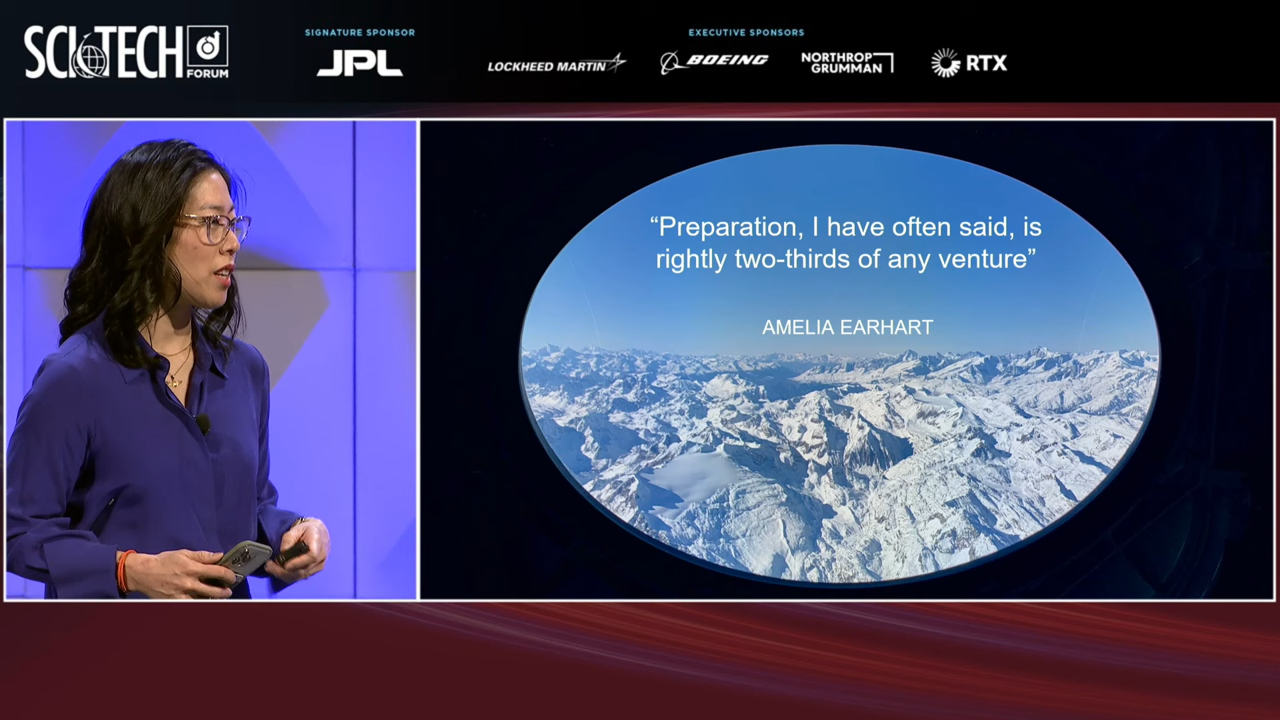 SCITECH
FORUM
SIGNATURE SPONSOR
JPL
EXECUTIVE SPONSORS
LOCKHEED MARTIN
BOEING
NORTHROP
GRUMMAN
RTX
“Preparation, I have often said, is
rightly two-thirds of any venture”
AMELIA EARHART